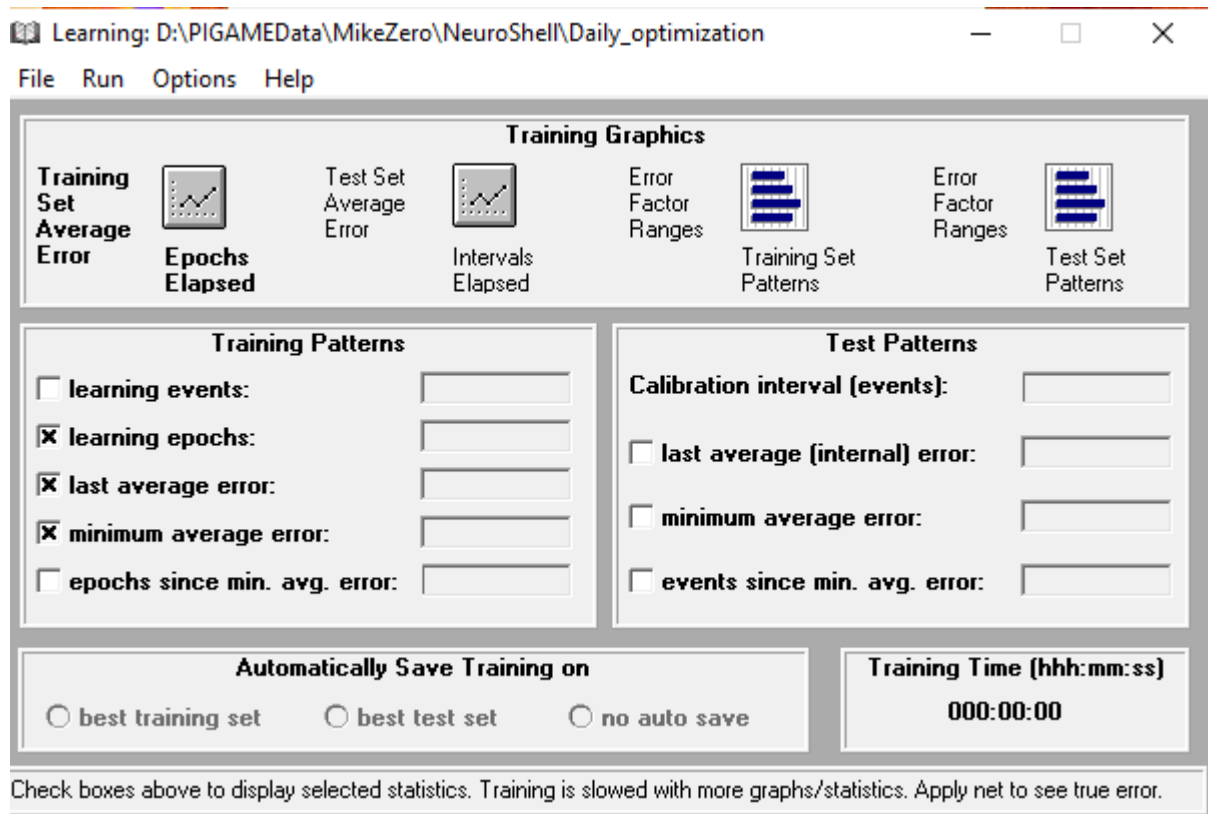 Learning: D:\PIGAMEData\MikeZero\NeuroShell\Daily_optimization
File Run Options Help
Training Graphics
Training
Set
Average
Error
Epochs
Elapsed
Test Set
Average
Error
Intervals
Elapsed
Error
Factor
Ranges
Training Set
Patterns
Error
Factor
Ranges
Test Set
Patterns
Training Patterns
learning events:
learning epochs:
last average error:
minimum average error:
epochs since min. avg. error:
Test Patterns
Calibration interval (events):
last average (internal) error:
minimum average error:
events since min. avg. error:
Automatically Save Training on
best training set
best test set
no auto save
Training Time (hhh:mm:ss)
000:00:00
Check boxes above to display selected statistics. Training is slowed with more graphs/statistics. Apply net to see true error.